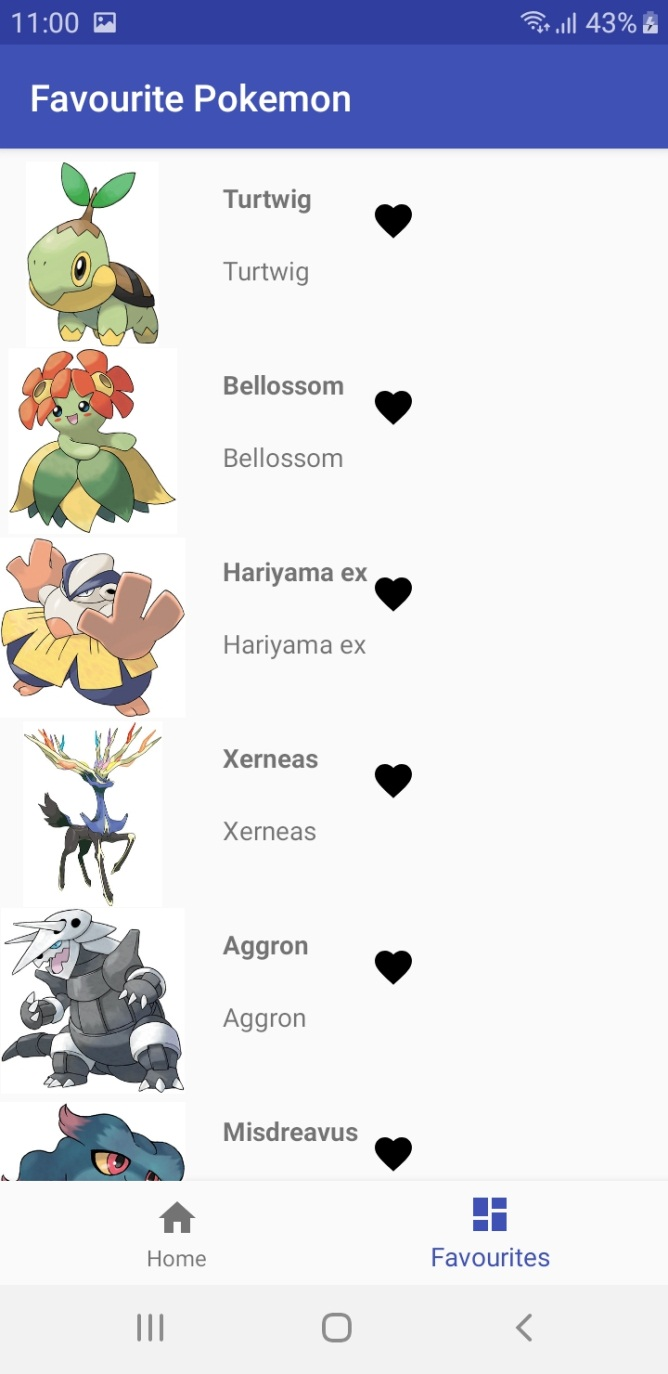 11:00 43%
Favourite Pokemon
Turtwig
Turtwig
Bellossom
Bellossom
Hariyama ex
Hariyama ex
Xerneas
Xerneas
Aggron
Aggron
Misdreavus
Home Favourites